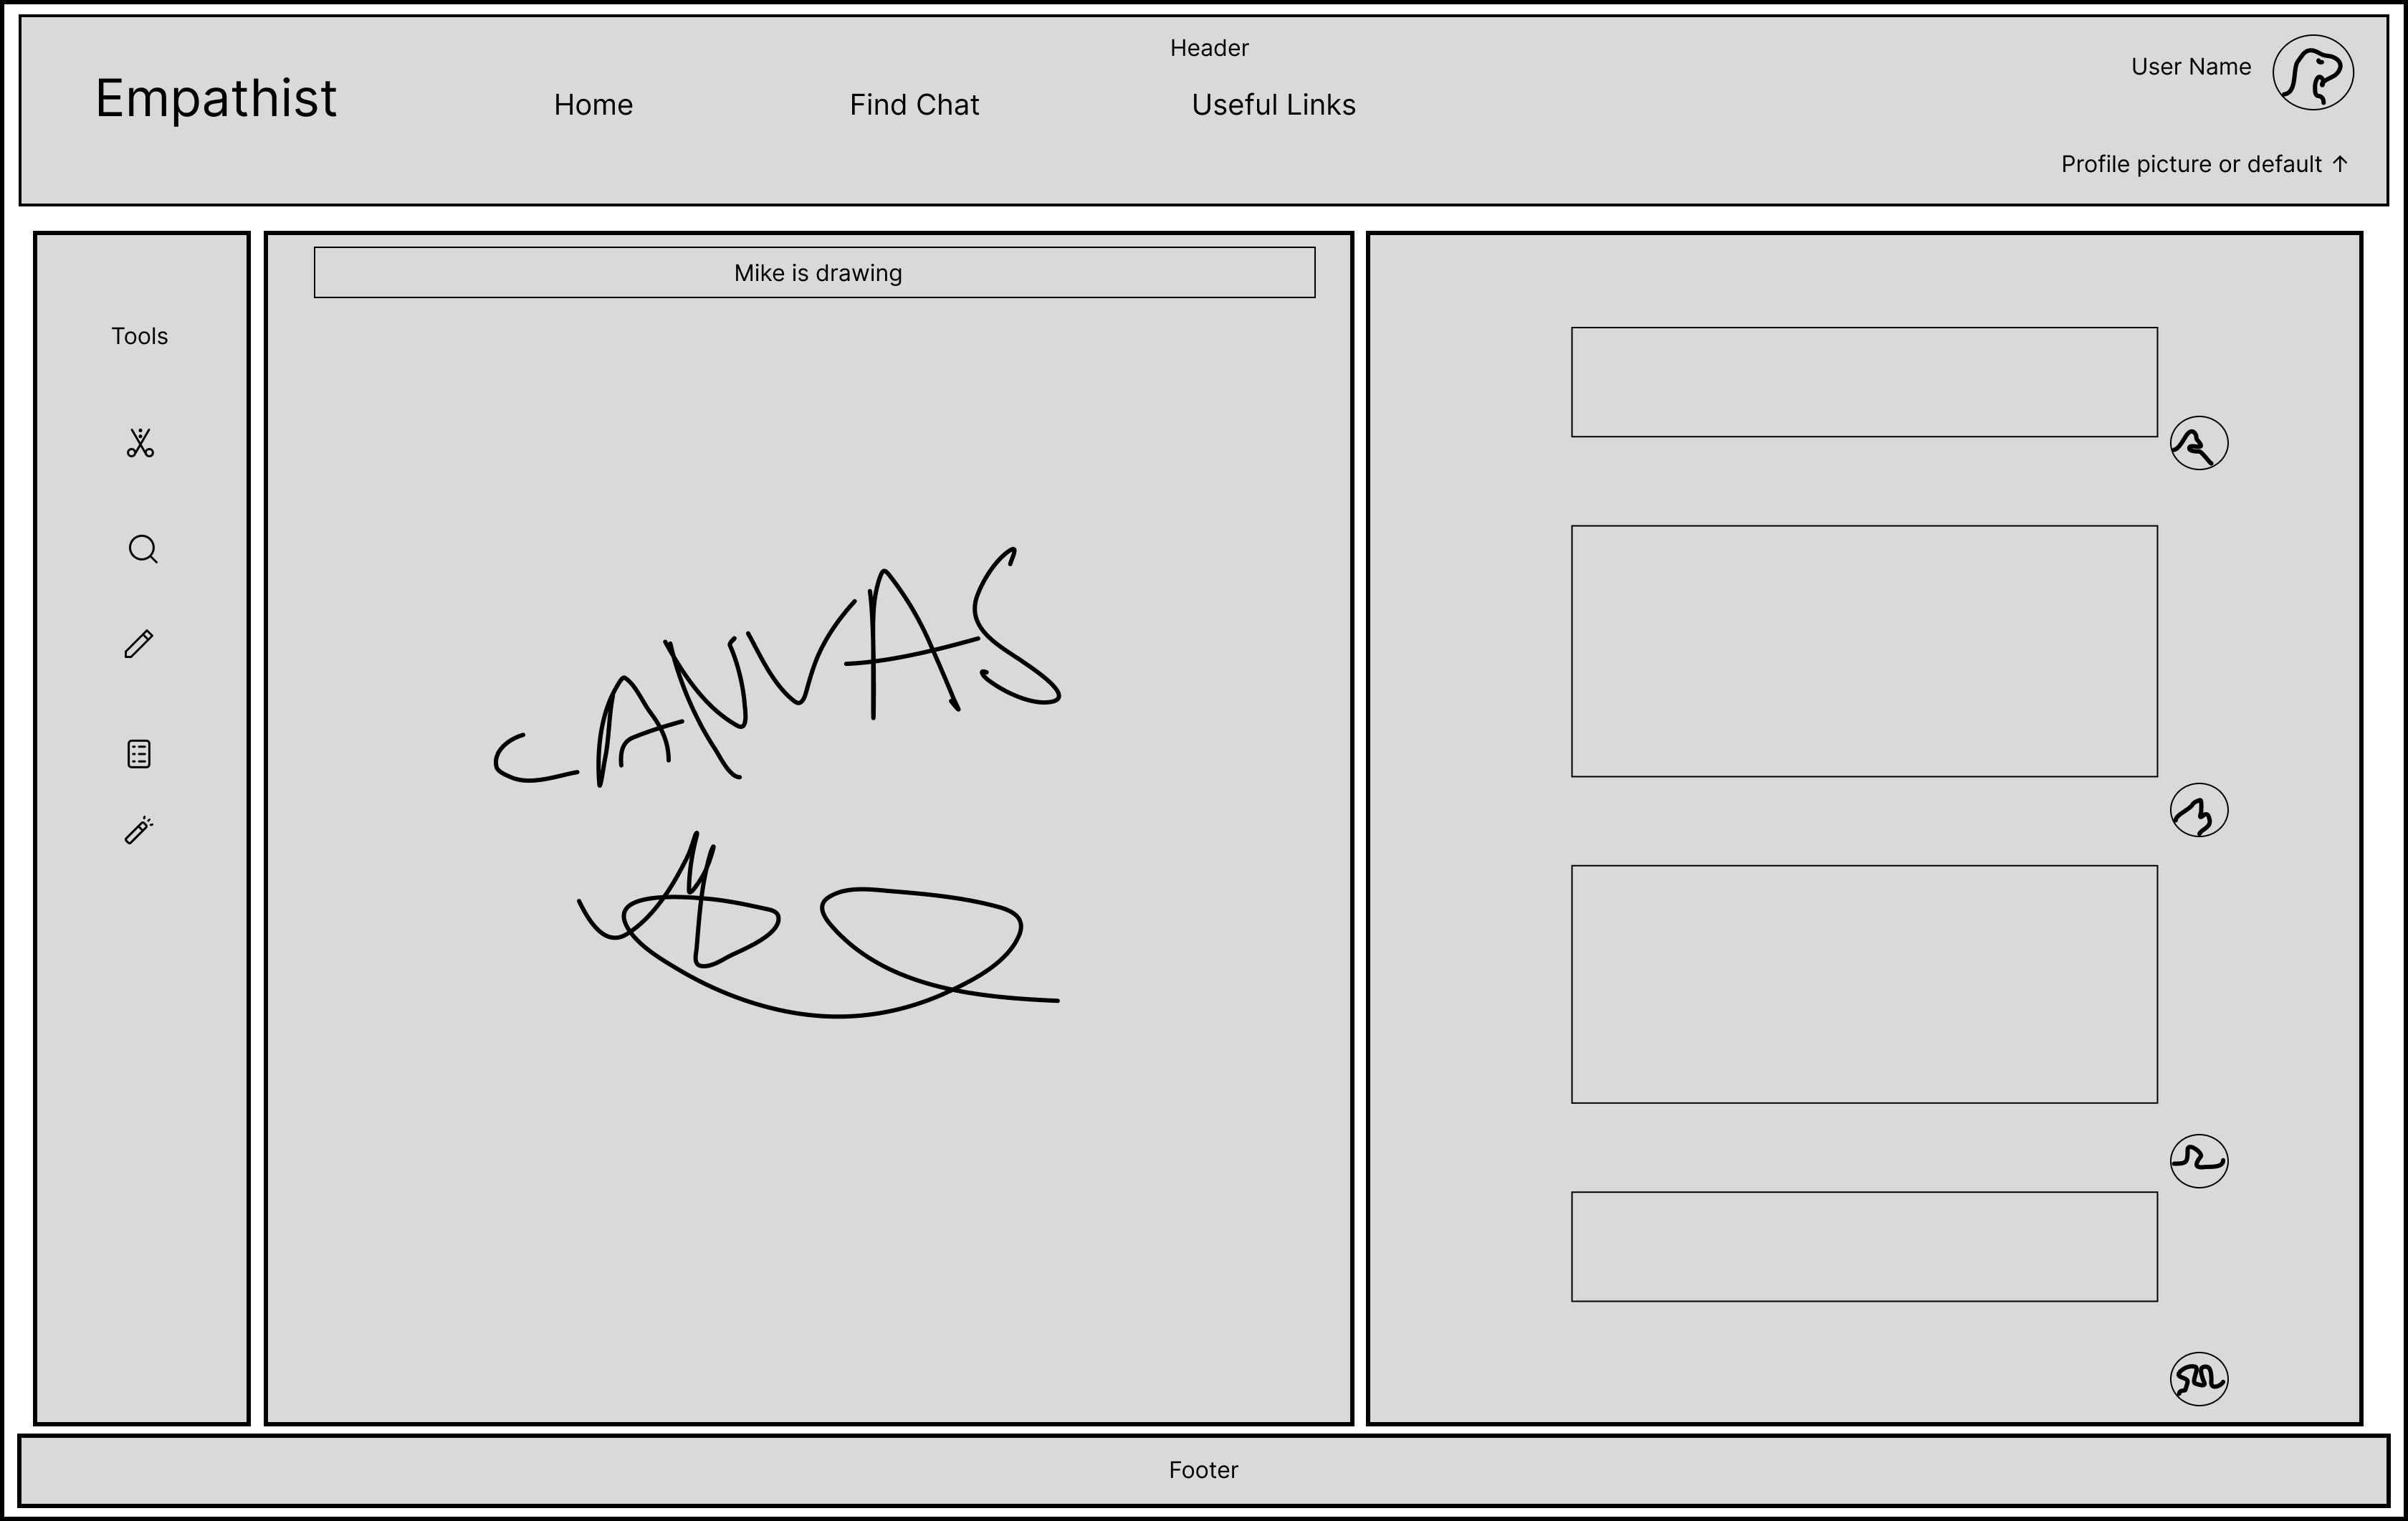 Header
Empathist Home Find Chat Useful Links User Name
Profile picture or default ↑
Mike is drawing
Tools
CANVAS
Footer